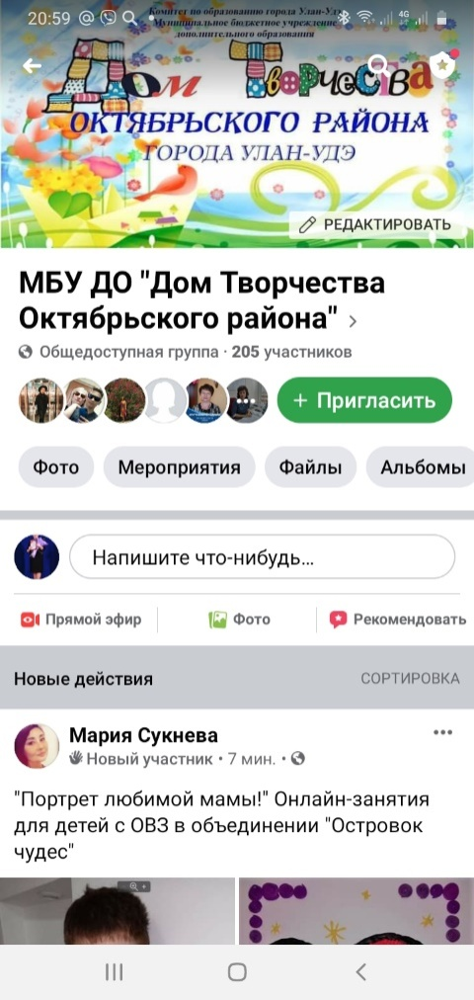 20:59
4G
Комитет по образованию города Улан-Удэ
Муниципальное бюджетное учреждение
дополнительного образования
Дом Творчества
ОКТЯБРЬСКОГО РАЙОНА
ГОРОДА УЛАН-УДЭ
РЕДАКТИРОВАТЬ
МБУ ДО "Дом Творчества
Октябрьского района" >
Общедоступная группа · 205 участников
+ Пригласить
Фото Мероприятия Файлы Альбомы
Напишите что-нибудь...
Прямой эфир Фото Рекомендовать
Новые действия СОРТИРОВКА
Мария Сукнева
Новый участник • 7 мин. •
"Портрет любимой мамы!" Онлайн-занятия
для детей с ОВЗ в объединении "Островок
чудес"